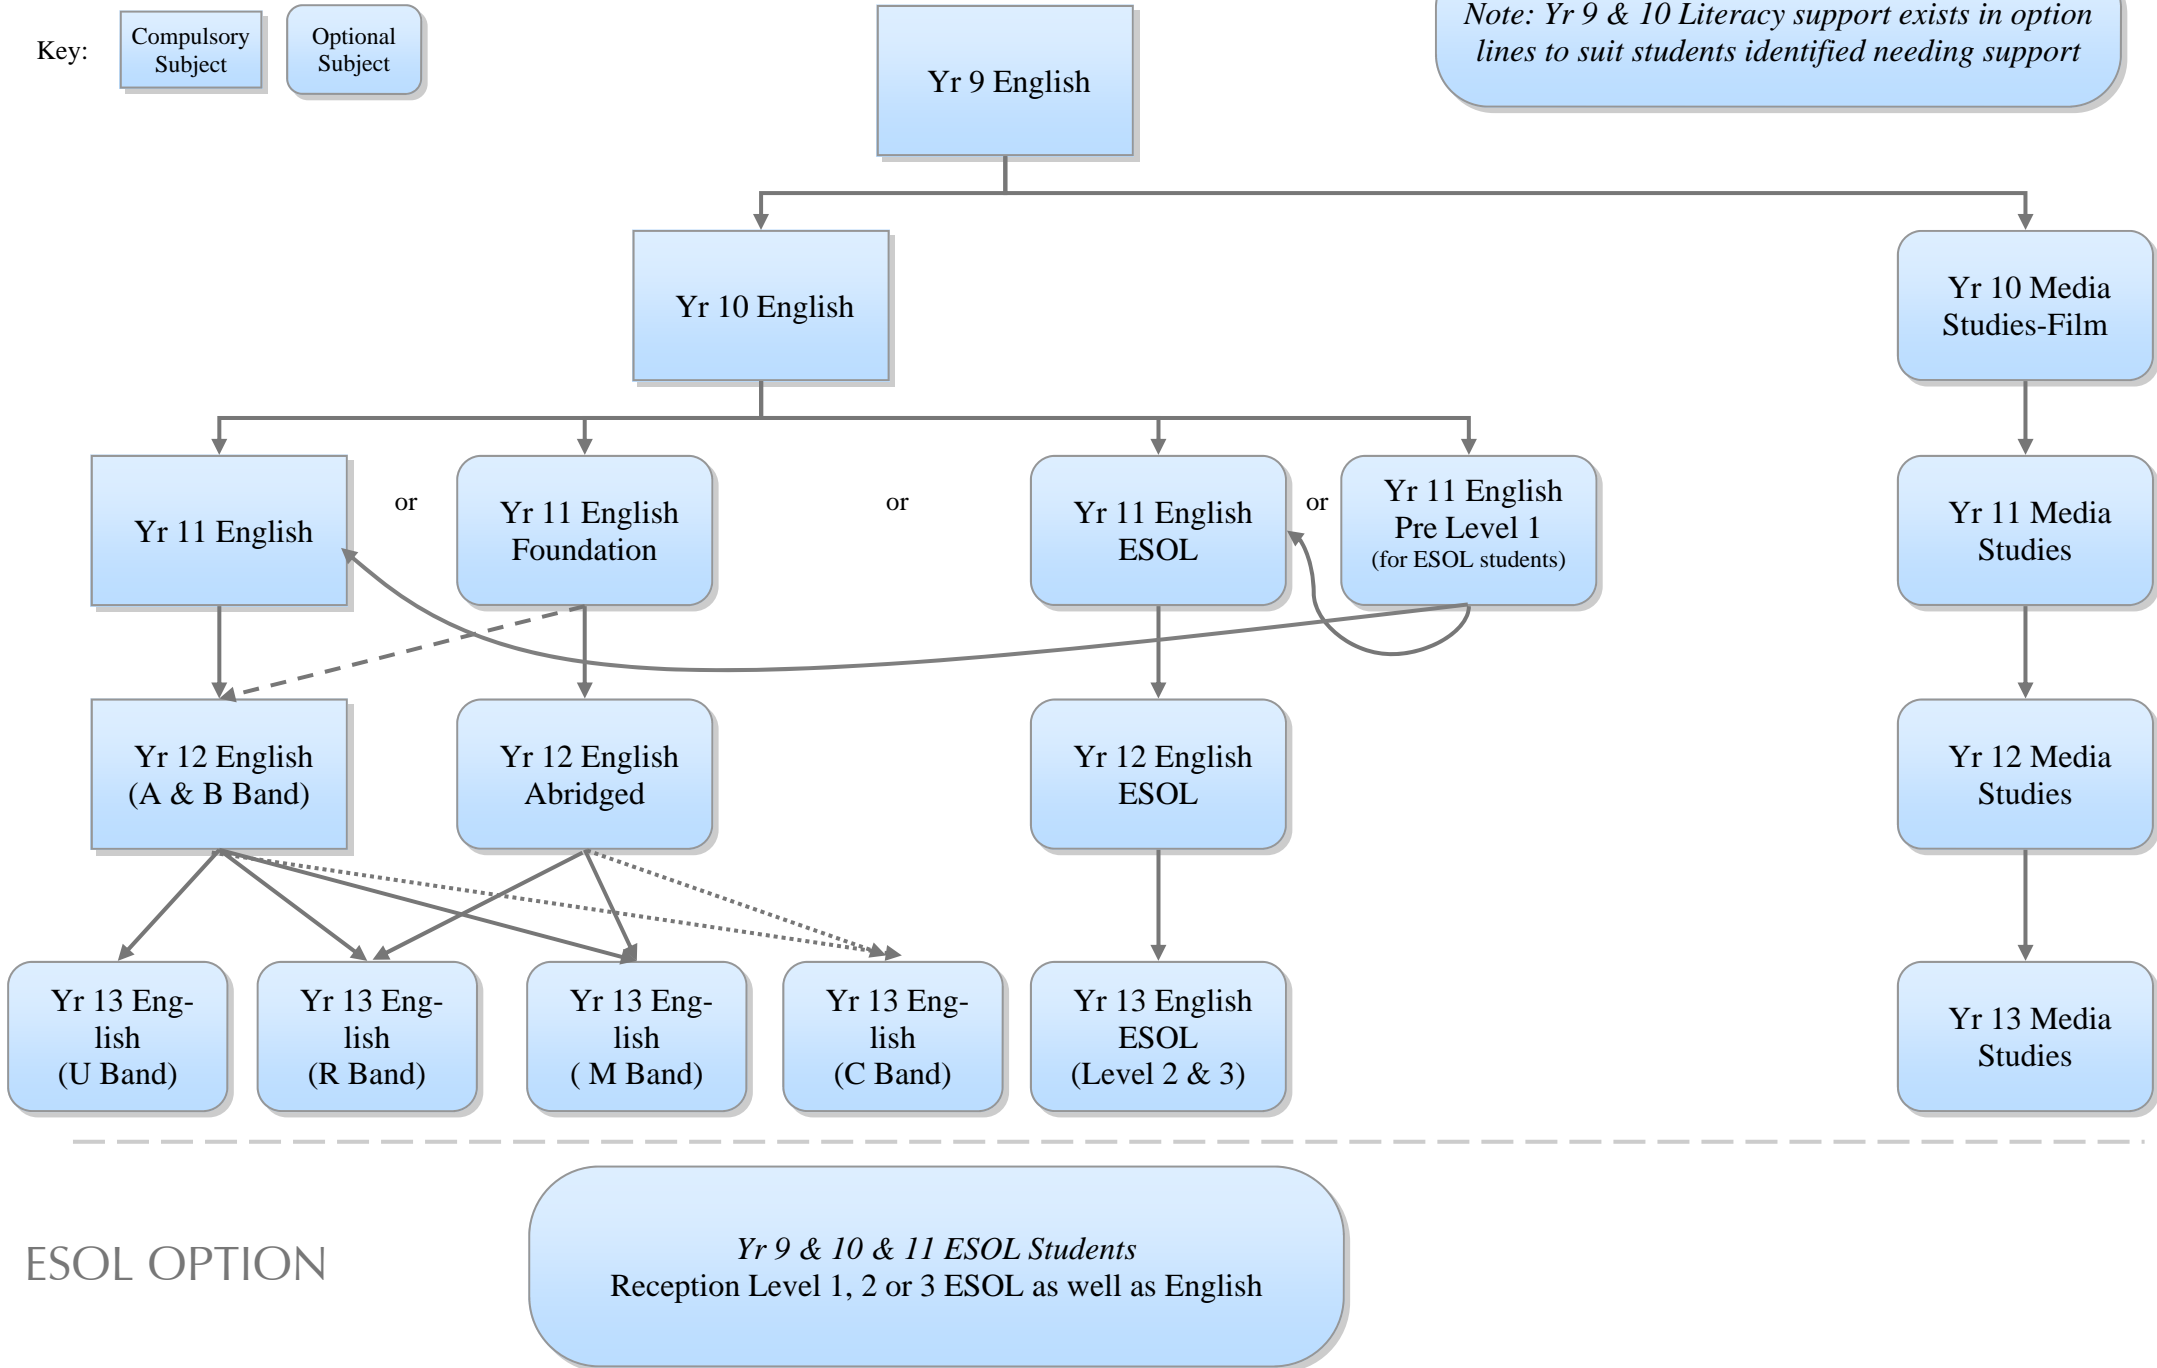 Key:
Compulsory
Subject
Optional
Subject
Yr 9 English
Note: Yr 9 & 10 Literacy support exists in option
lines to suit students identified needing support
Yr 10 English
Yr 10 Media
Studies-Film
Yr 11 English
or
Yr 11 English
Foundation
or
Yr 11 English
ESOL
or
Yr 11 English
Pre Level 1
(for ESOL students)
Yr 11 Media
Studies
Yr 12 English
(A & B Band)
Yr 12 English
Abridged
Yr 12 English
ESOL
Yr 12 Media
Studies
Yr 13 Eng-
lish
(U Band)
Yr 13 Eng-
lish
(R Band)
Yr 13 Eng-
lish
( M Band)
Yr 13 Eng-
lish
(C Band)
Yr 13 English
ESOL
(Level 2 & 3)
Yr 13 Media
Studies
ESOL OPTION
Yr 9 & 10 & 11 ESOL Students
Reception Level 1, 2 or 3 ESOL as well as English